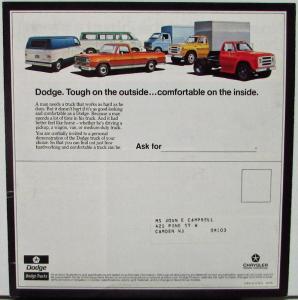 Dodge. Tough on the outside...comfortable on the inside.
A man needs a truck that works as hard as he
does. But it doesn't hurt if it's as good-looking
and comfortable as a Dodge. Because a man
spends a lot of time in his truck. And it had
better feel like home – whether he's driving a
pickup, a wagon, van, or medium-duty truck.
You are cordially invited to a personal
demonstration of the Dodge truck of your
choice. So that you can find out just how
hardworking and comfortable a truck can be.
Ask for
MS JOHN E CAMPBELL
421 PINE ST W
CAMDEN NJ 08103
Dodge
Dodge Trucks
CHRYSLER